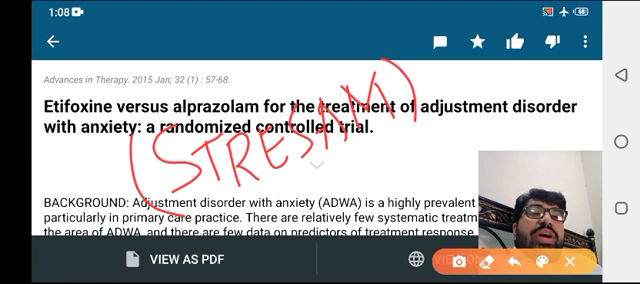 1:08
68
Advances in Therapy. 2015 Jan; 32 (1) : 57-68.
Etifoxine versus alprazolam for the treatment of adjustment disorder
with anxiety: a randomized controlled trial.
(STRESAM)
BACKGROUND: Adjustment disorder with anxiety (ADWA) is a highly prevalent
particularly in primary care practice. There are relatively few systematic treatm
the area of ADWA, and there are few data on predictors of treatment response
VIEW AS PDF